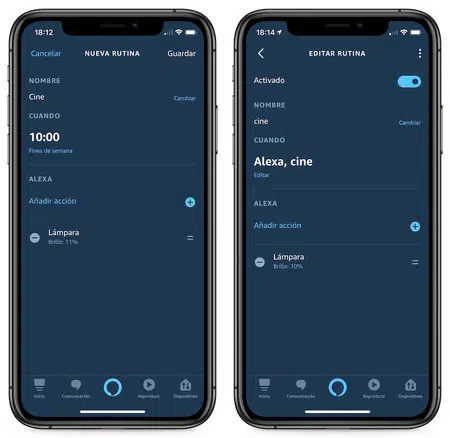 18:12
Cancelar
NUEVA RUTINA
Guardar
NOMBRE
Cine
Cambiar
CUANDO
10:00
Fines de semana
ALEXA
Añadir acción
Lámpara
Brillo: 11%
Inicio
Comunicación
Reproducir
Dispositivos
18:14
EDITAR RUTINA
Activado
NOMBRE
cine
Cambiar
CUANDO
Alexa, cine
Editar
ALEXA
Añadir acción
Lámpara
Brillo: 10%
Inicio
Comunicación
Reproducir
Dispositivos